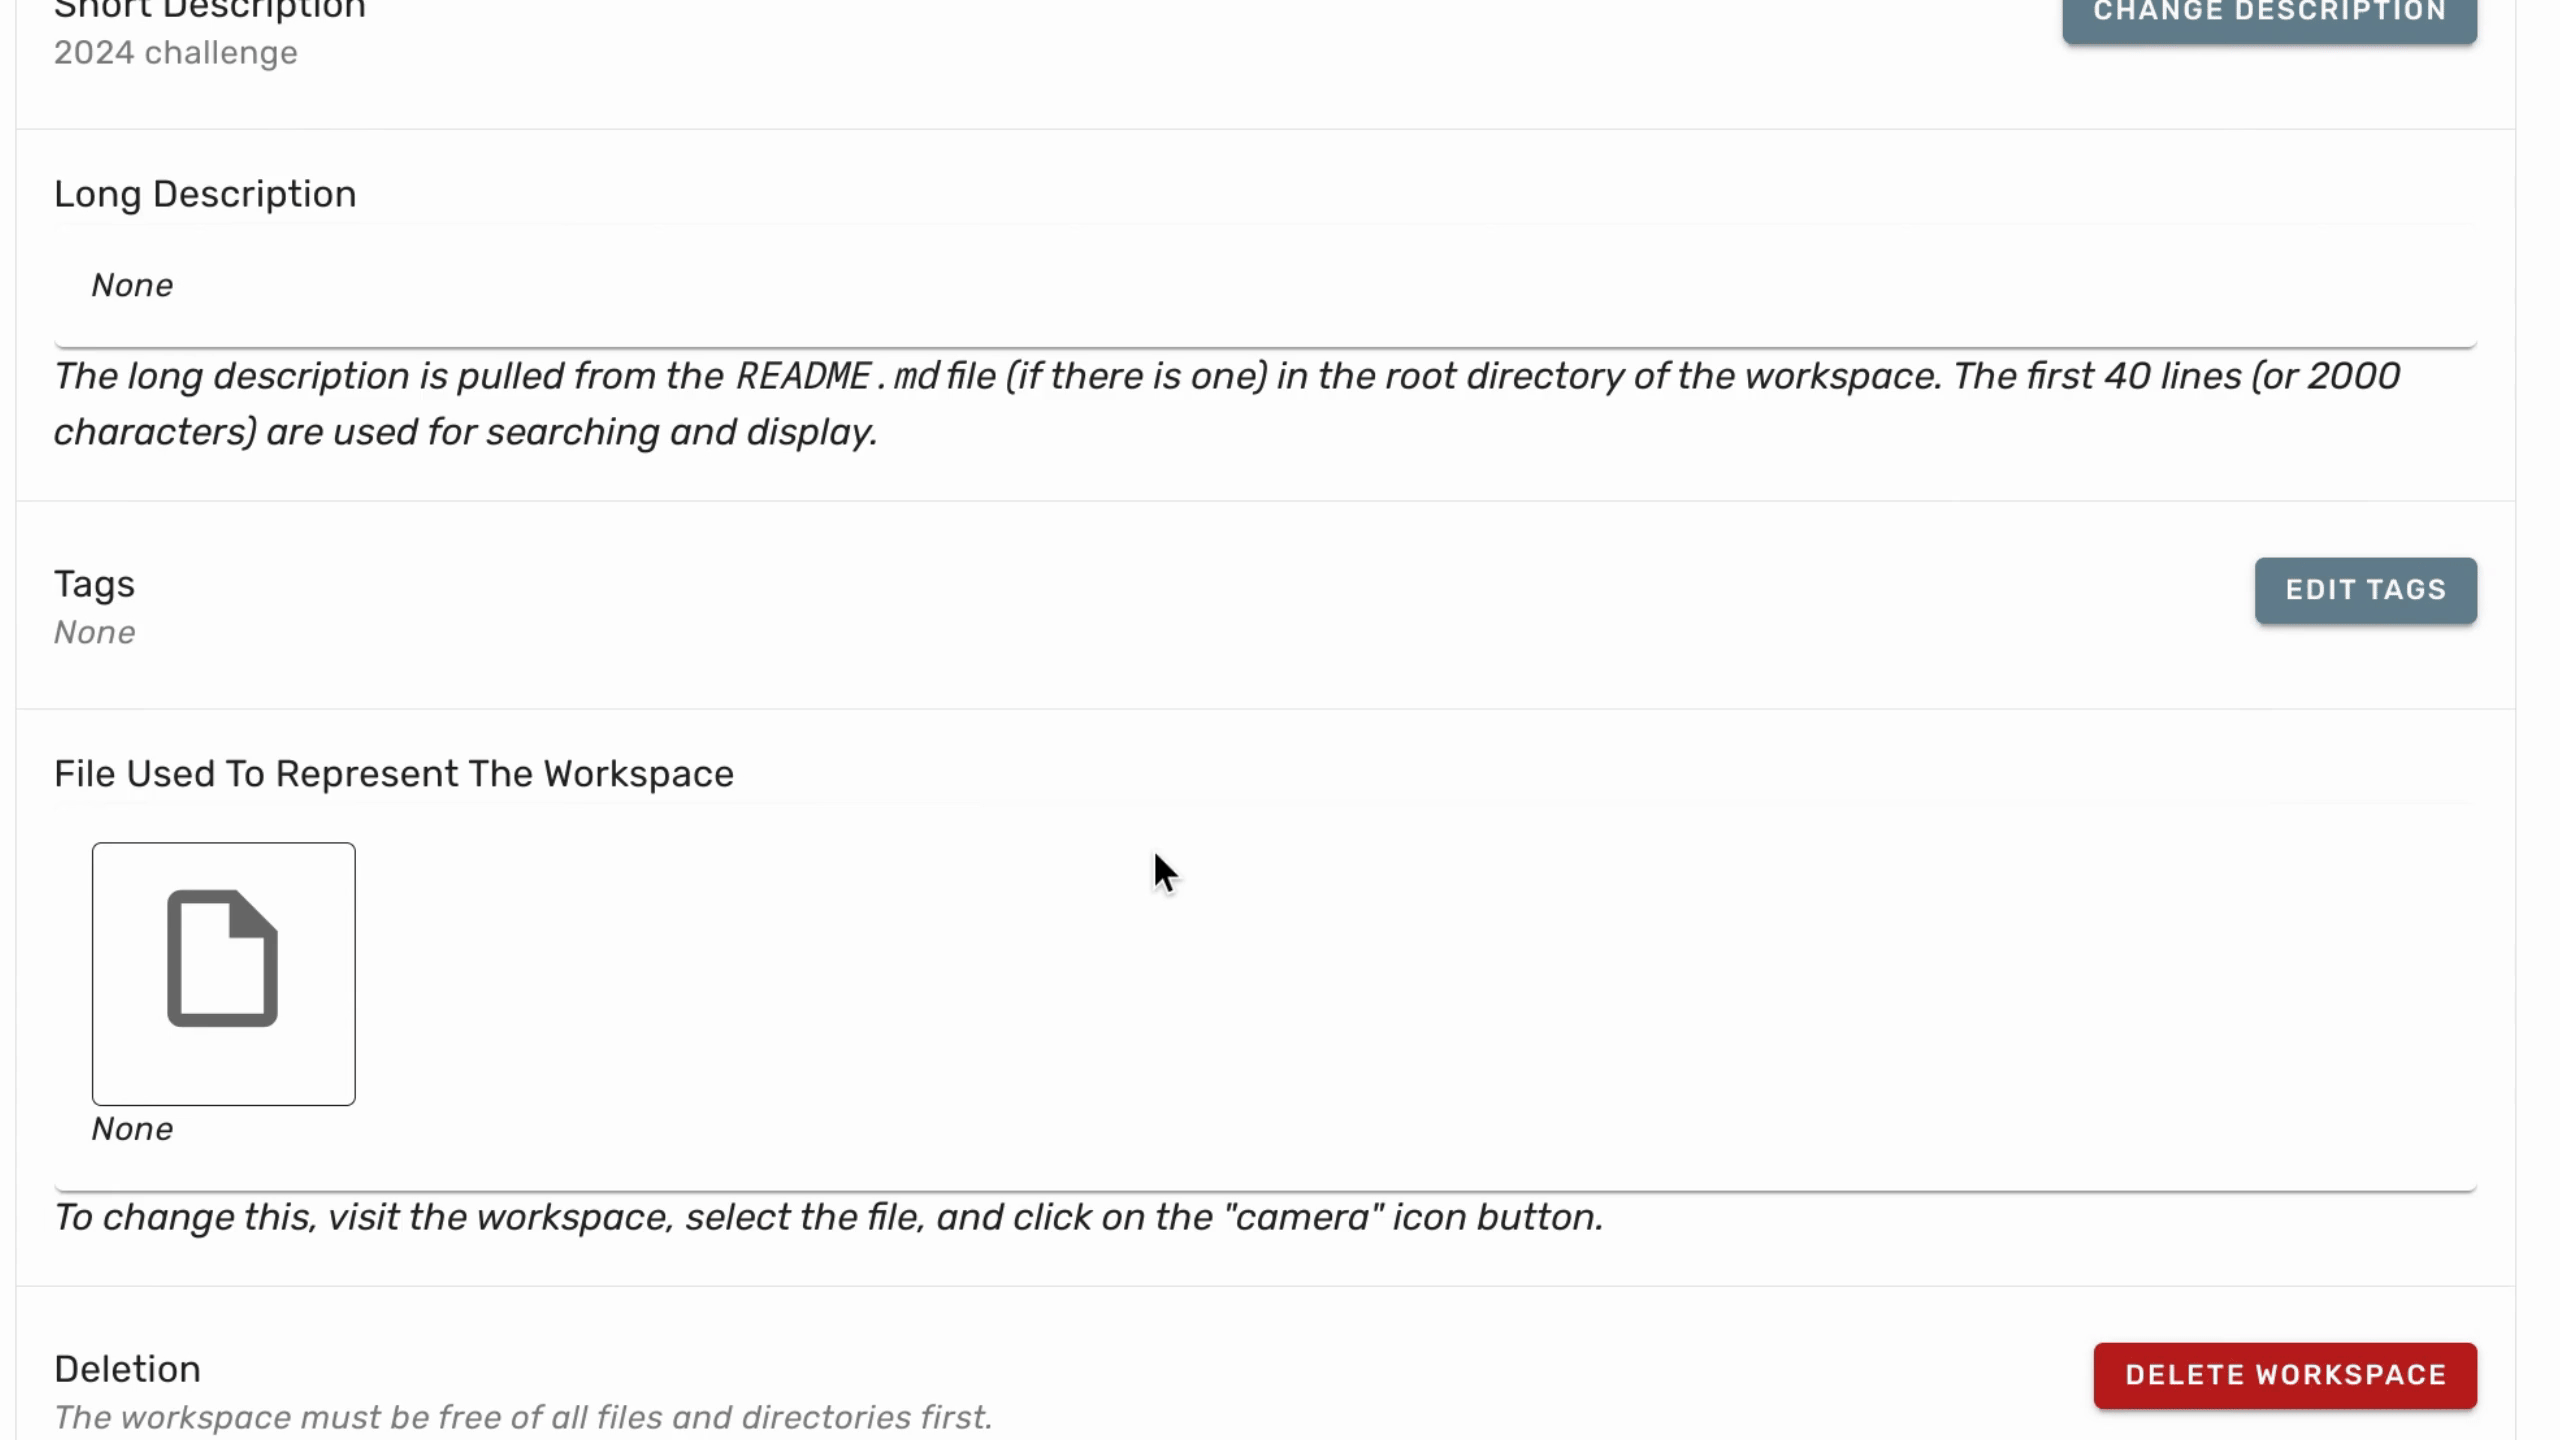 Short Description
CHANGE DESCRIPTION
2024 challenge
Long Description
None
The long description is pulled from the README.md file (if there is one) in the root directory of the workspace. The first 40 lines (or 2000
characters) are used for searching and display.
Tags
EDIT TAGS
None
File Used To Represent The Workspace
None
To change this, visit the workspace, select the file, and click on the "camera" icon button.
Deletion
DELETE WORKSPACE
The workspace must be free of all files and directories first.